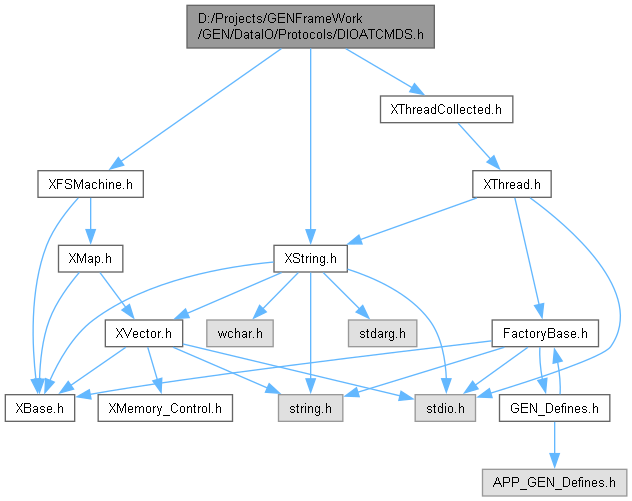 D:/Projects/GENFrameWork
/GEN/DataIO/Protocols/DIOATCMDS.h
XThreadCollected.h
XFSMachine.h
XThread.h
XMap.h
XString.h
XVector.h
wchar.h
stdarg.h
FactoryBase.h
XBase.h
XMemory_Control.h
string.h
stdio.h
GEN_Defines.h
APP_GEN_Defines.h